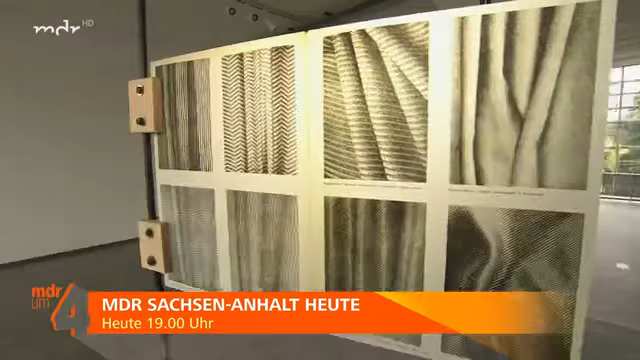 mdr HD
mdr
um
4
MDR SACHSEN-ANHALT HEUTE
Heute 19.00 Uhr